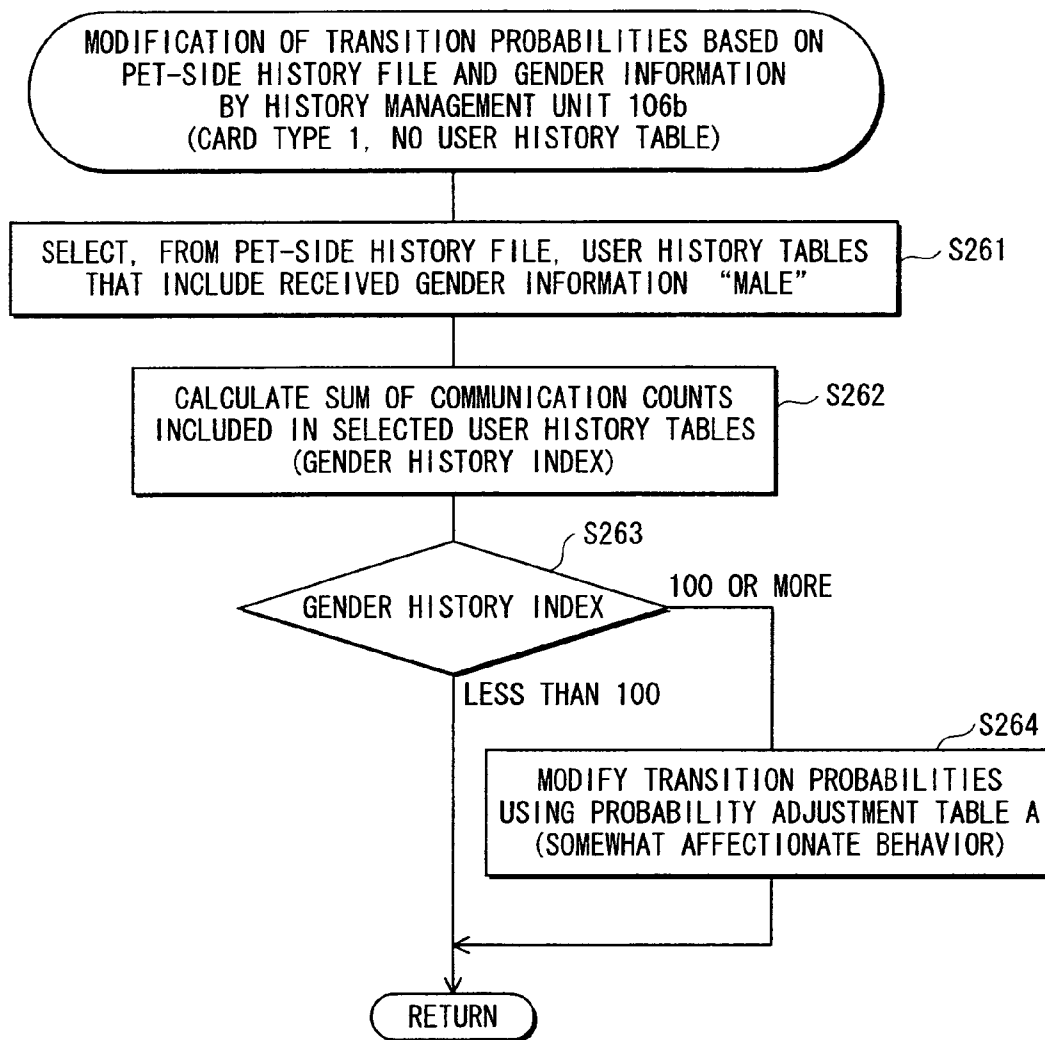 MODIFICATION OF TRANSITION PROBABILITIES BASED ON
PET-SIDE HISTORY FILE AND GENDER INFORMATION
BY HISTORY MANAGEMENT UNIT 106b
(CARD TYPE 1, NO USER HISTORY TABLE)
SELECT, FROM PET-SIDE HISTORY FILE, USER HISTORY TABLES
THAT INCLUDE RECEIVED GENDER INFORMATION “MALE”
S261
CALCULATE SUM OF COMMUNICATION COUNTS
INCLUDED IN SELECTED USER HISTORY TABLES
(GENDER HISTORY INDEX)
S262
S263
GENDER HISTORY INDEX
100 OR MORE
LESS THAN 100
S264
MODIFY TRANSITION PROBABILITIES
USING PROBABILITY ADJUSTMENT TABLE A
(SOMEWHAT AFFECTIONATE BEHAVIOR)
RETURN